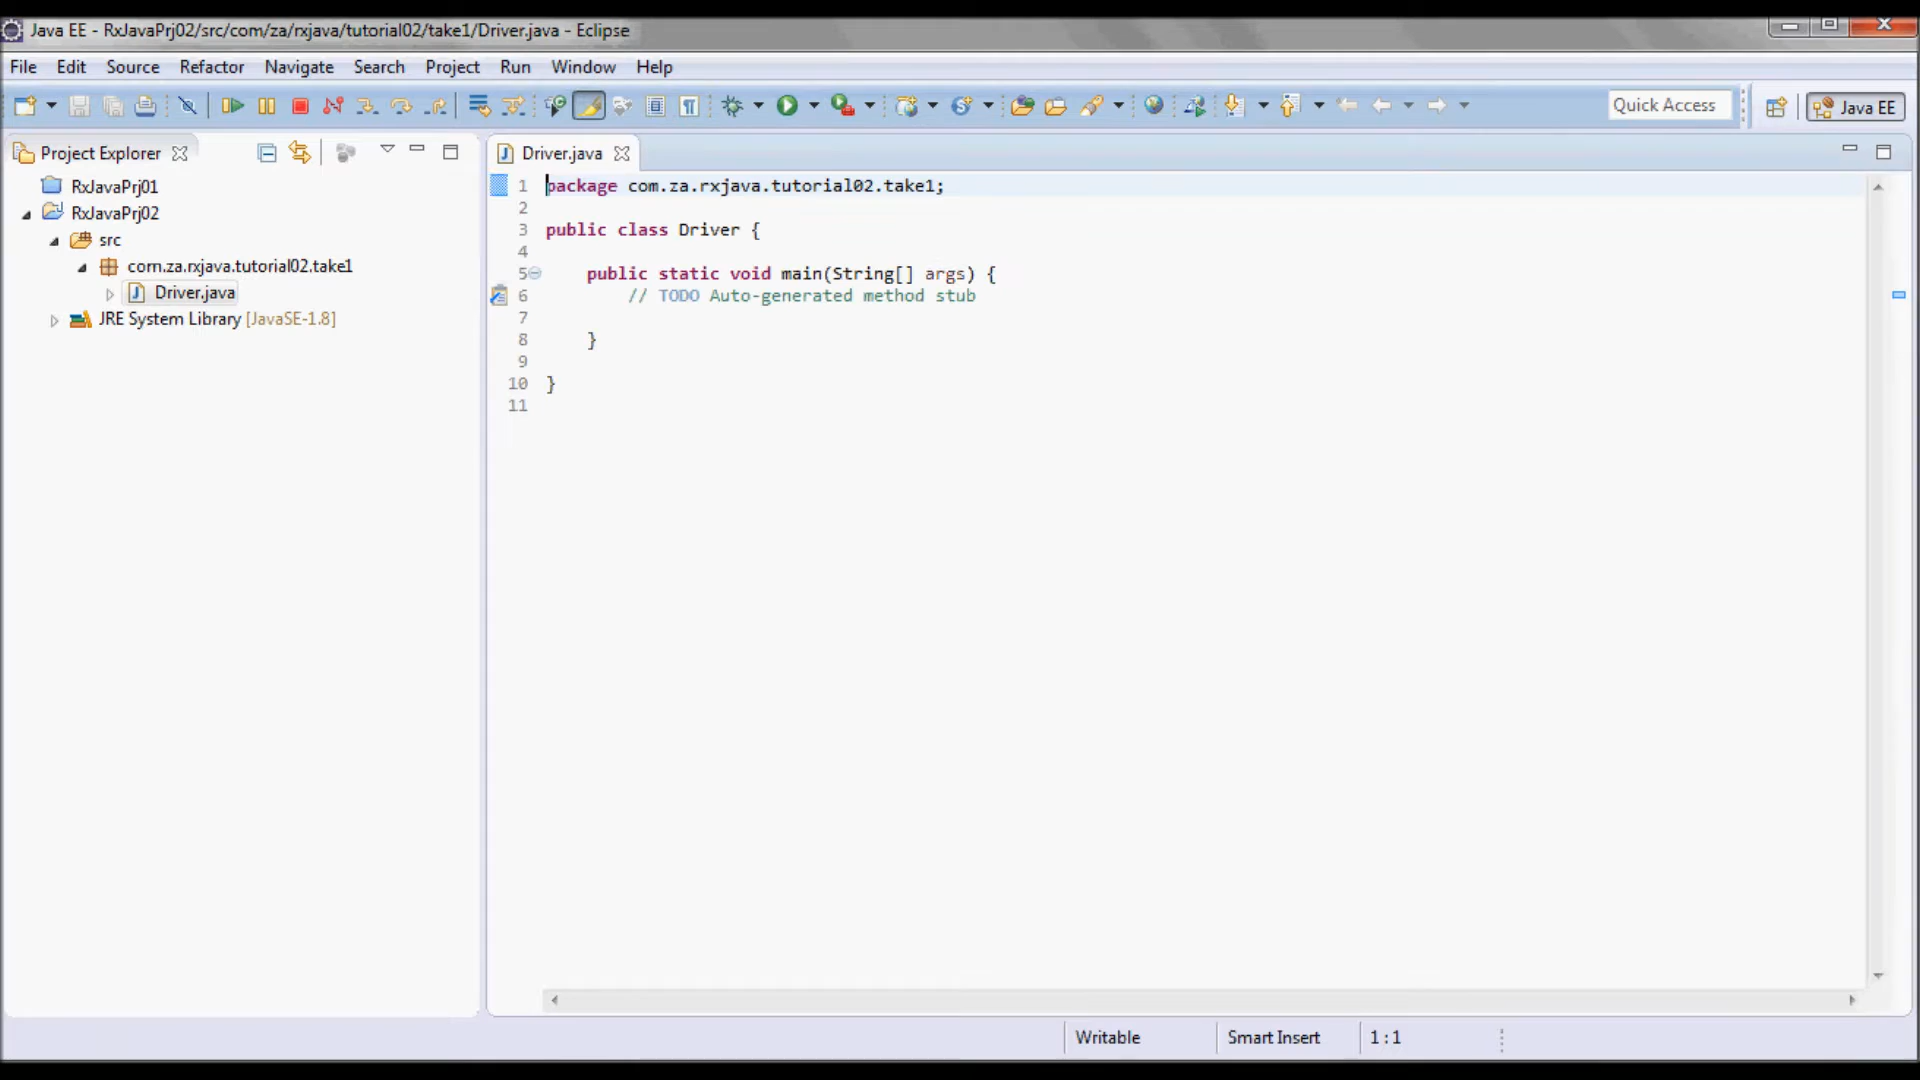 Java EE - RxJavaPrj02/src/com/za/rxjava/tutorial02/take1/Driver.java - Eclipse
File Edit Source Refactor Navigate Search Project Run Window Help
Quick Access
Java EE
Project Explorer
RxJavaPrj01
RxJavaPrj02
src
com.za.rxjava.tutorial02.take1
Driver.java
JRE System Library [JavaSE-1.8]
Driver.java
1 package com.za.rxjava.tutorial02.take1;
2
3 public class Driver {
4
5 public static void main(String[] args) {
6 // TODO Auto-generated method stub
7
8 }
9
10 }
11
Writable Smart Insert 1 : 1